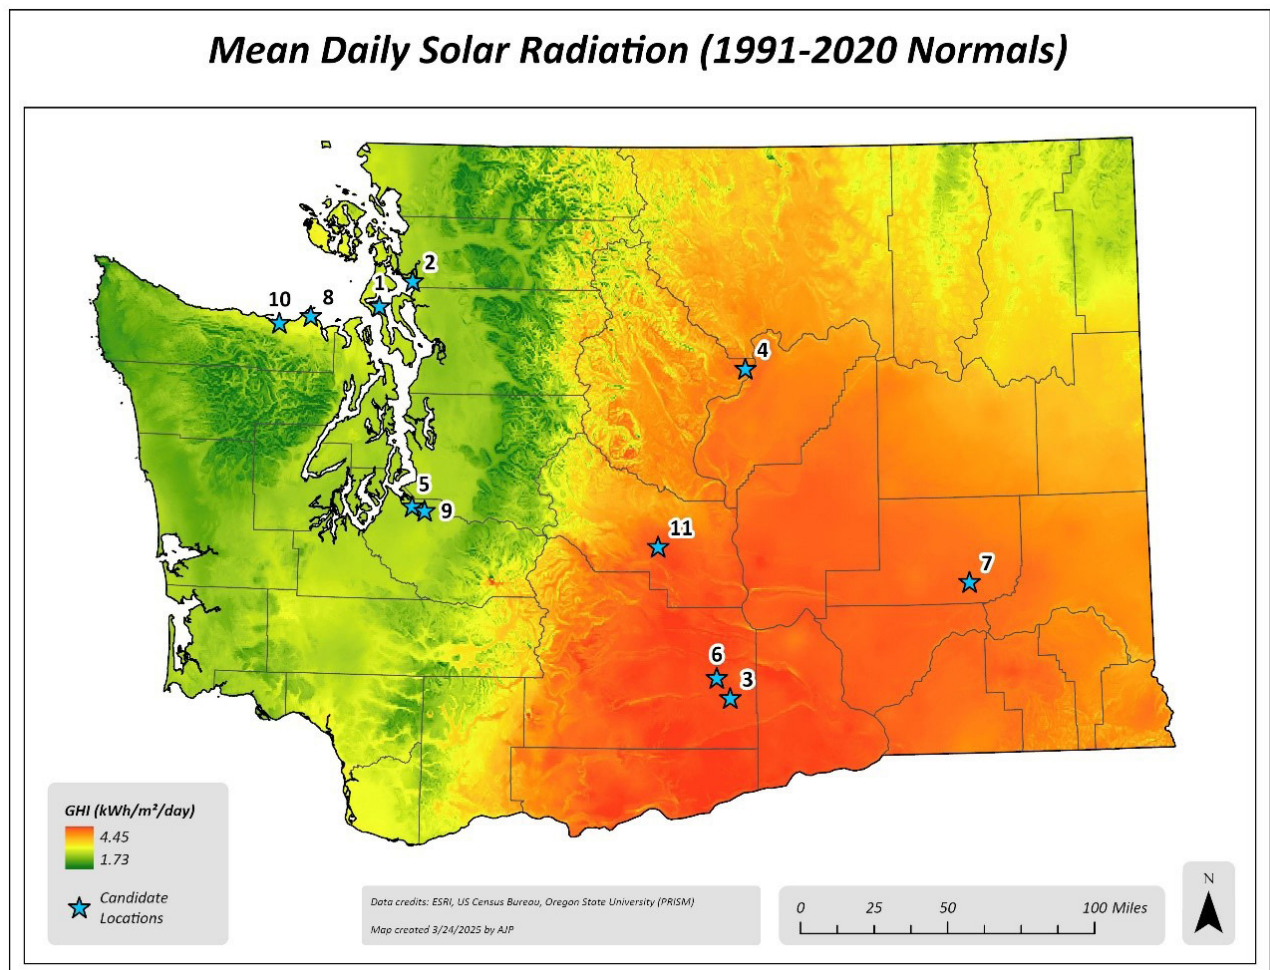 Mean Daily Solar Radiation (1991-2020 Normals)
2
1
8
10
4
5
9
11
7
6
3
GHI (kWh/m²/day)
4.45
1.73
Candidate
Locations
Data credits: ESRI, US Census Bureau, Oregon State University (PRISM)
Map created 3/24/2025 by AJP
0 25 50 100 Miles
N